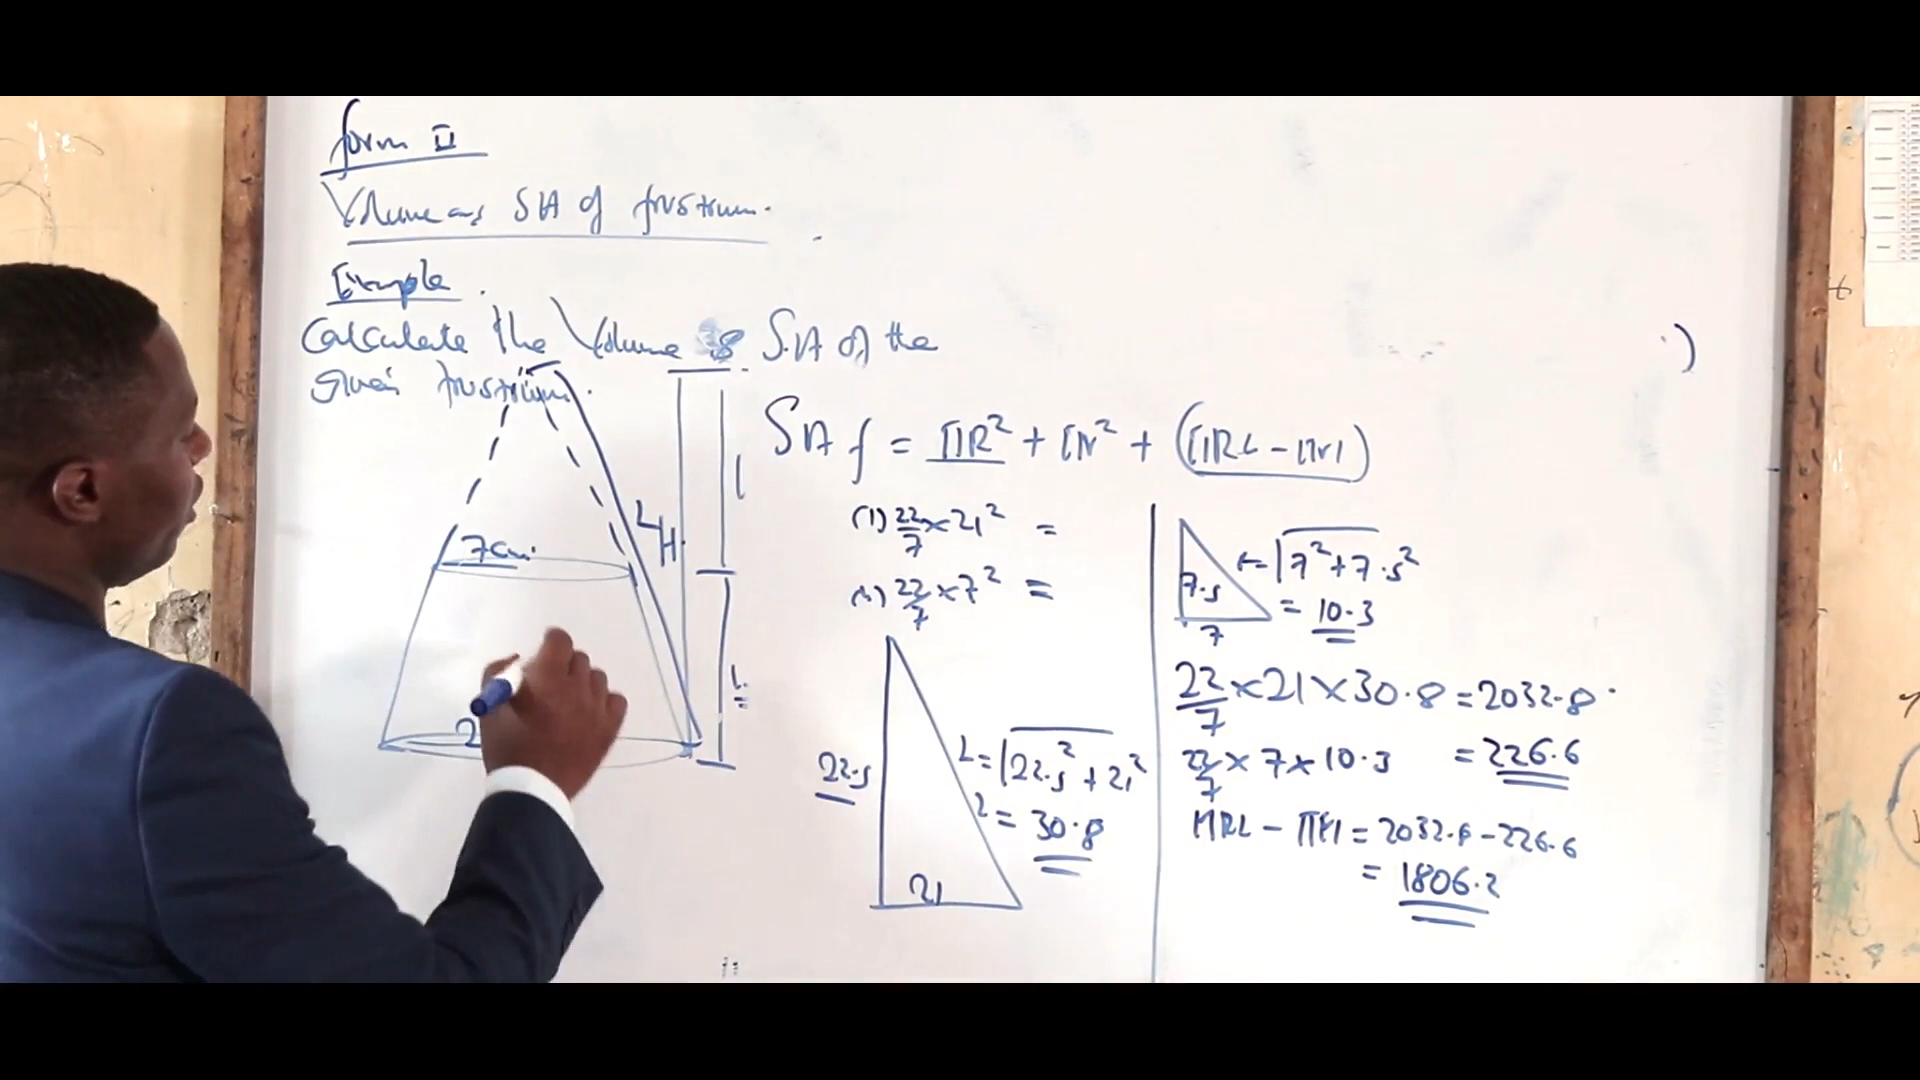 form II
Volume and SA of frustrum.
Example.
Calculate the Volume & S.A of the
given frustrum.
7cm.
L
H
l
2
SA f = ΠR² + Πr² + (ΠRL - Πrl)
(1) 22/7 × 21² =
22/7 × 7² =
22.5
21
L = √22.5² + 21²
= 30.8
7.5
7
√7² + 7.5²
= 10.3
22/7 × 21 × 30.8 = 2032.8
22/7 × 7 × 10.3 = 226.6
ΠRL - Πrl = 2032.8 - 226.6
= 1806.2